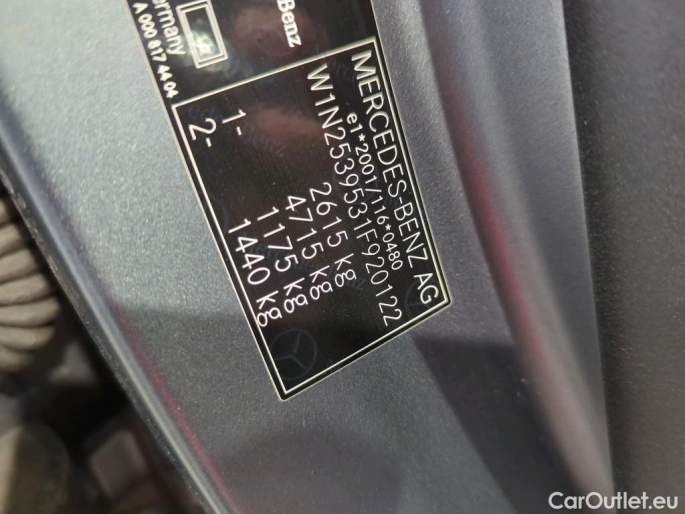 Benz
Germany
A 000 817 44 04
MERCEDES-BENZ AG
e1*2001/116*0480
W1N2539531F920122
2615 kg
4715 kg
1- 1175 kg
2- 1440 kg
CarOutlet.eu